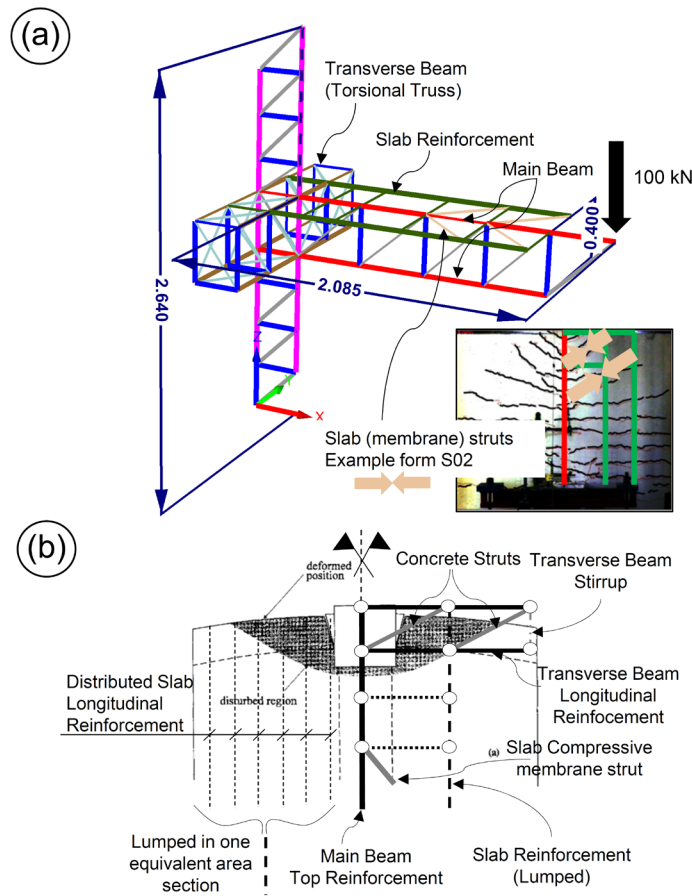 (a)
Transverse Beam
(Torsional Truss)
Slab Reinforcement
Main Beam
100 kN
0.400
2.640
2.085
Z
Y
X
Slab (membrane) struts
Example form S02
(b)
deformed
position
Concrete Struts
Transverse Beam
Stirrup
Distributed Slab
Longitudinal
Reinforcement
disturbed region
Transverse Beam
Longitudinal
Reinfocement
(a)
Slab Compressive
membrane strut
Lumped in one
equivalent area
section
Main Beam
Top Reinforcement
Slab Reinforcement
(Lumped)